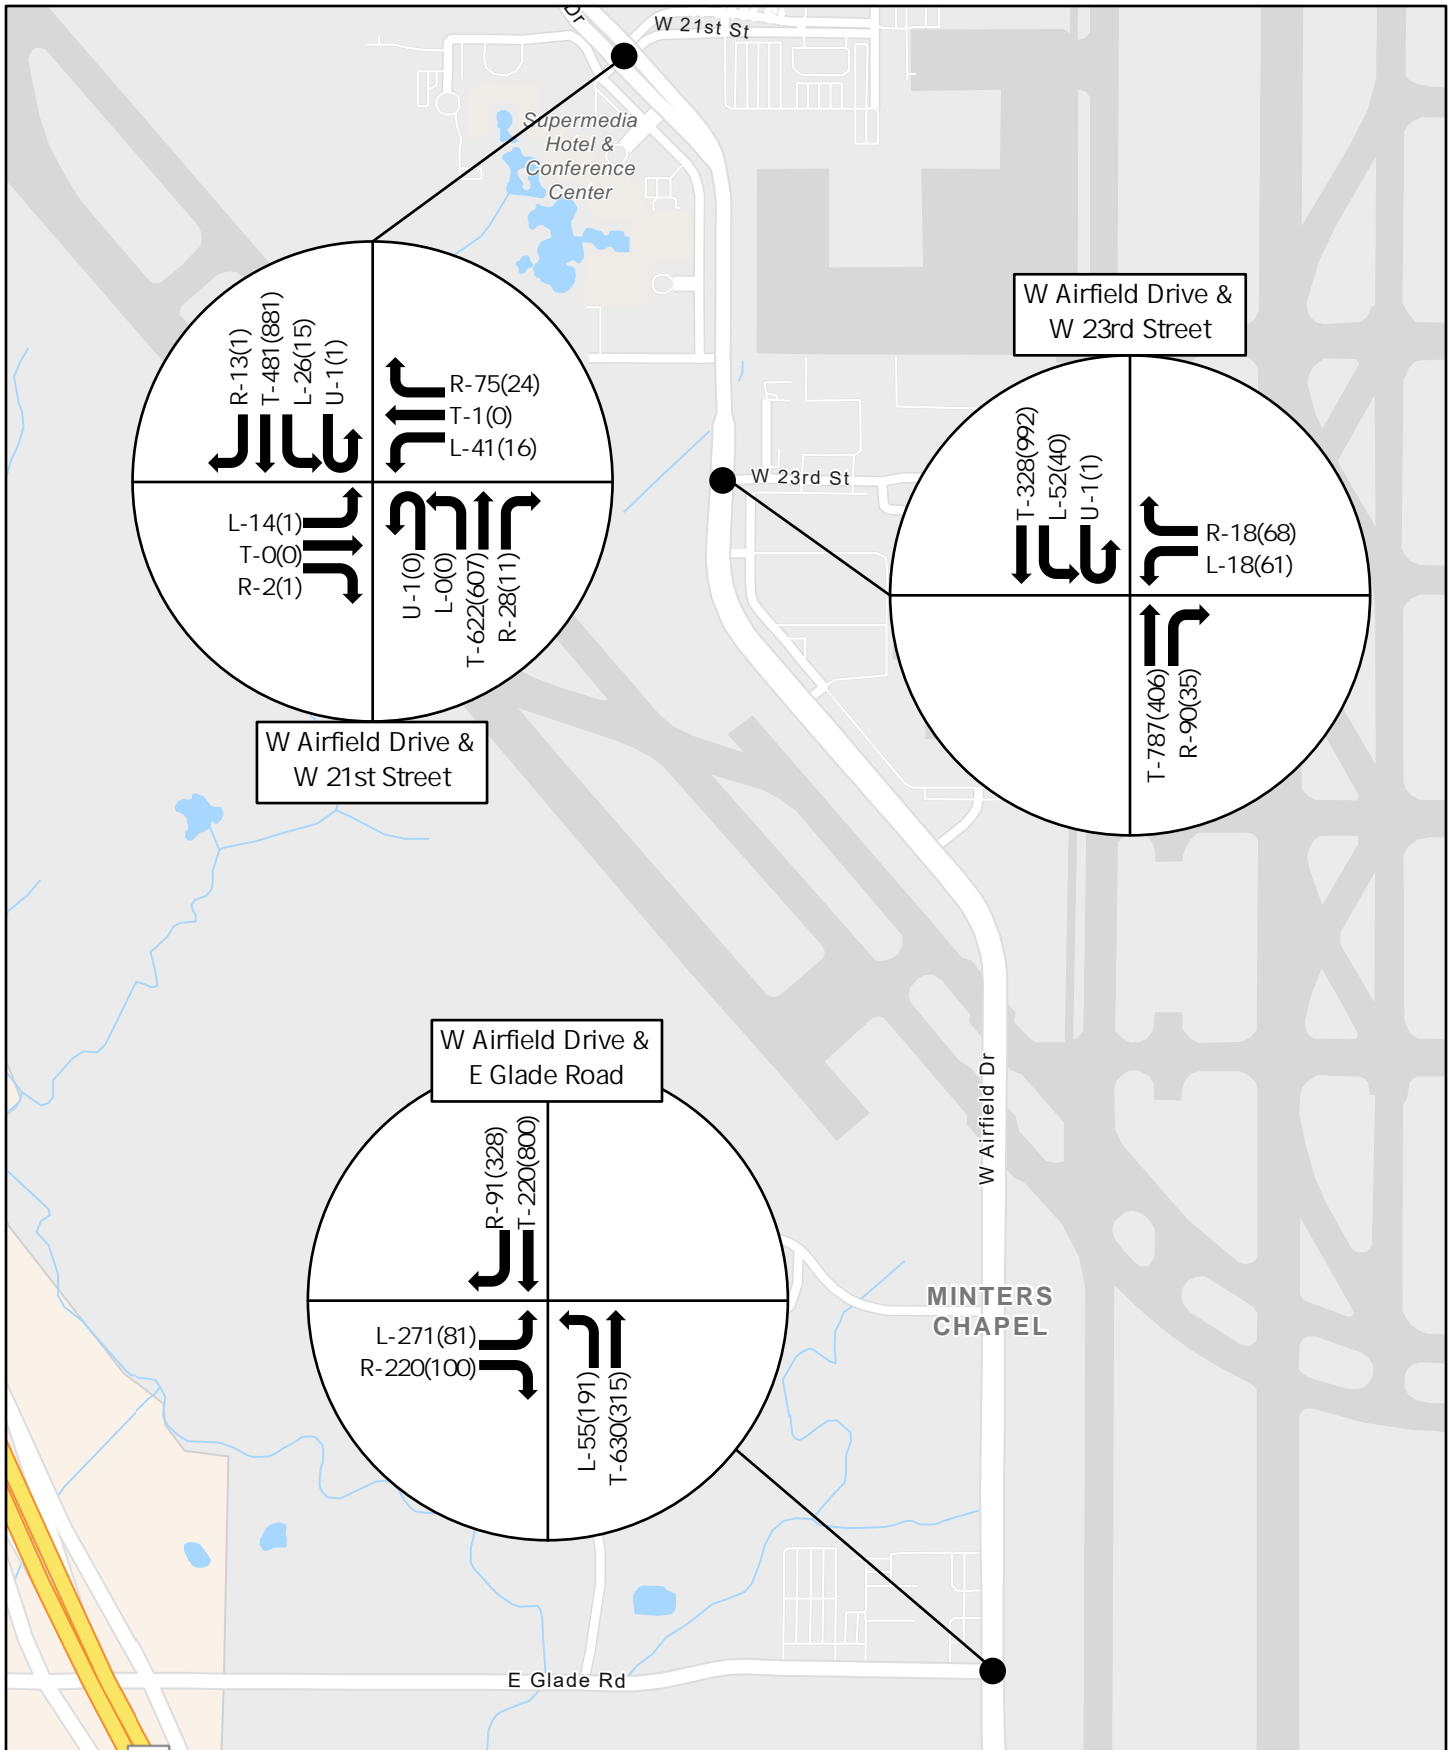 Dr
W 21st St
Supermedia
Hotel &
Conference
Center
R-13(1)
T-481(881)
L-26(15)
U-1(1)
R-75(24)
T-1(0)
L-41(16)
L-14(1)
T-0(0)
R-2(1)
U-1(0)
L-0(0)
T-622(607)
R-28(11)
W Airfield Drive &
W 21st Street
W Airfield Drive &
W 23rd Street
W 23rd St
T-328(992)
L-52(40)
U-1(1)
R-18(68)
L-18(61)
T-787(406)
R-90(35)
W Airfield Drive &
E Glade Road
R-91(328)
T-220(800)
L-271(81)
R-220(100)
L-55(191)
T-630(315)
W Airfield Dr
MINTERS
CHAPEL
E Glade Rd